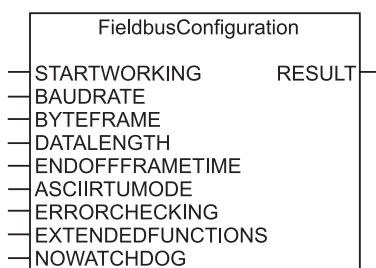 FieldbusConfiguration
STARTWORKING RESULT
BAUDRATE
BYTEFRAME
DATALENGTH
ENDOFFFRAMETIME
ASCIIRTUMODE
ERRORCHECKING
EXTENDEDFUNCTIONS
NOWATCHDOG